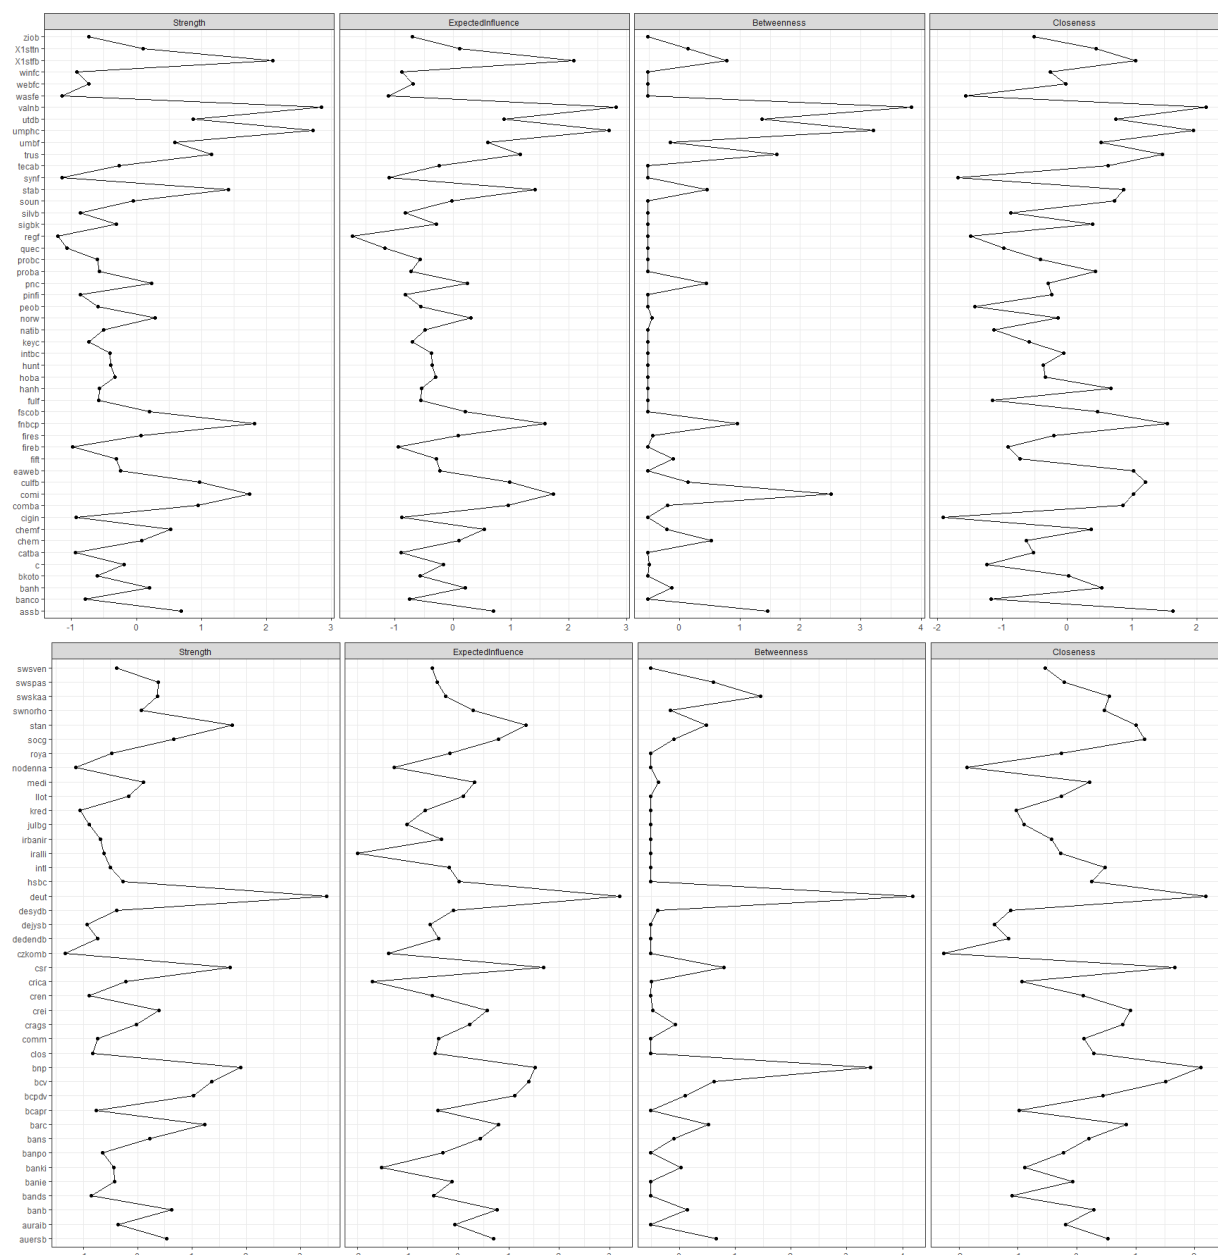 Strength ExpectedInfluence Betweenness Closeness
ziob
X1stfn
X1stfb
winfc
webfc
wasfe
valnb
utdb
umphc
umbf
trus
tecab
synf
stab
soun
silvb
sigbk
regf
quec
probc
proba
pnc
pinfi
peob
norw
natib
keyc
intbc
hunt
hoba
hanh
fulf
fscob
fnbcp
fires
fireb
fift
eaweb
culfb
comi
comba
cigin
chemf
chem
catba
c
bkoto
banh
banco
assb
-1 0 1 2 3 -1 0 1 2 3 0 1 2 3 4 -2 -1 0 1 2
Strength ExpectedInfluence Betweenness Closeness
swsven
swspas
swskaa
swnorho
stan
socg
roya
nodenna
medi
llot
kred
julbg
irbanir
iralli
intl
hsbc
deut
desydb
dejysb
dedendb
czkomb
csr
crica
cren
crei
crags
comm
clos
bnp
bcv
bcpdv
bcapr
barc
bans
banpo
banki
banie
bands
banb
auraib
auersb